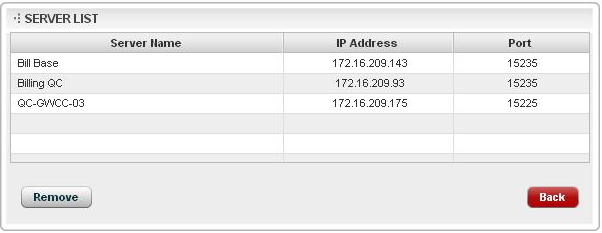 SERVER LIST
Server Name IP Address Port
Bill Base 172.16.209.143 15235
Billing QC 172.16.209.93 15235
QC-GWCC-03 172.16.209.175 15225
Remove Back